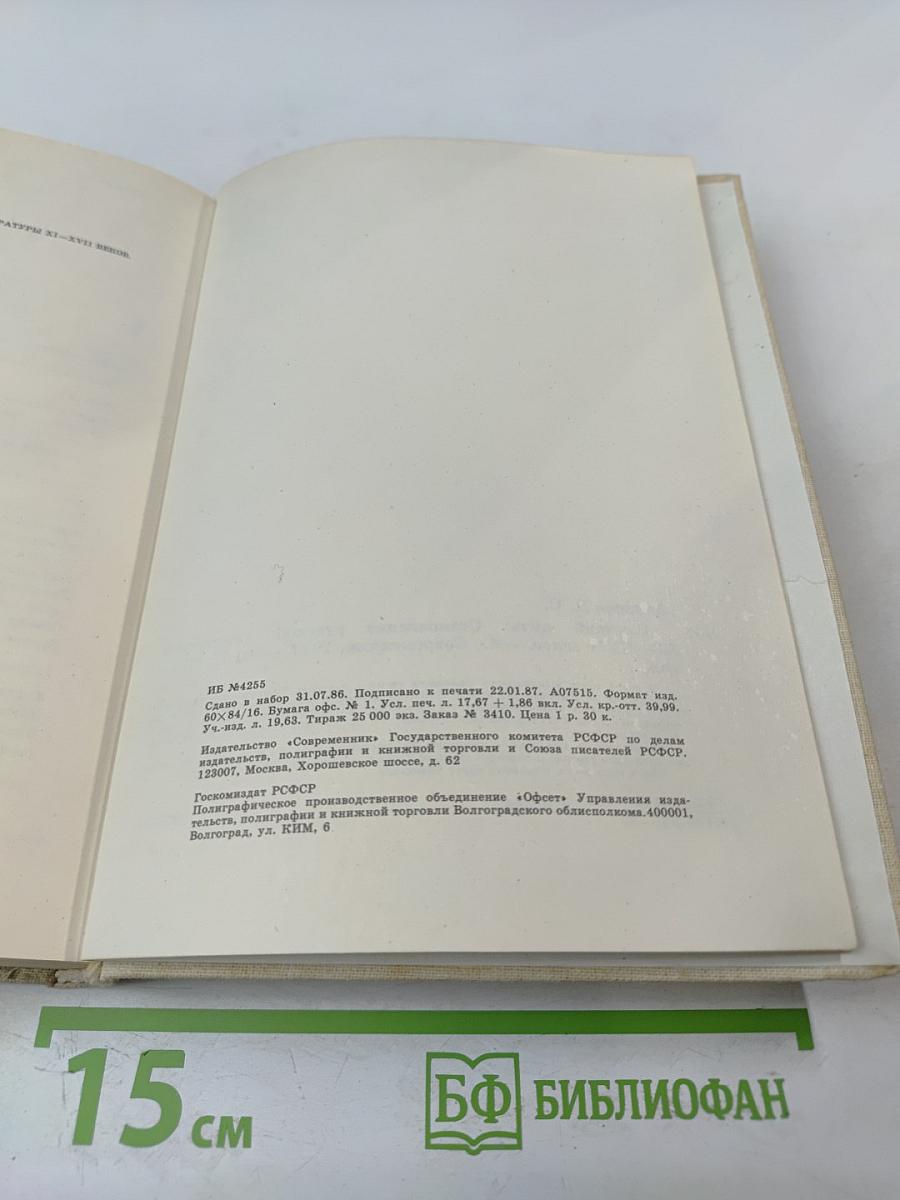 РАТУРЫ XI—XVII ВЕКОВ
ИБ №4255
Сдано в набор 31.07.86. Подписано к печати 22.01.87. А07515. Формат изд.
60×84/16. Бумага офс. № 1. Усл. печ. л. 17,67 + 1,86 вкл. Усл. кр.-отт. 39,99.
Уч.-изд. л. 19,63. Тираж 25 000 экз. Заказ № 3410. Цена 1 р. 30 к.
Издательство «Современник» Государственного комитета РСФСР по делам
издательств, полиграфии и книжной торговли и Союза писателей РСФСР.
123007, Москва, Хорошевское шоссе, д. 62
Госкомиздат РСФСР
Полиграфическое производственное объединение «Офсет» Управления изда-
тельств, полиграфии и книжной торговли Волгоградского облисполкома.400001,
Волгоград, ул. КИМ, 6
15 см
БФ БИБЛИОФАН